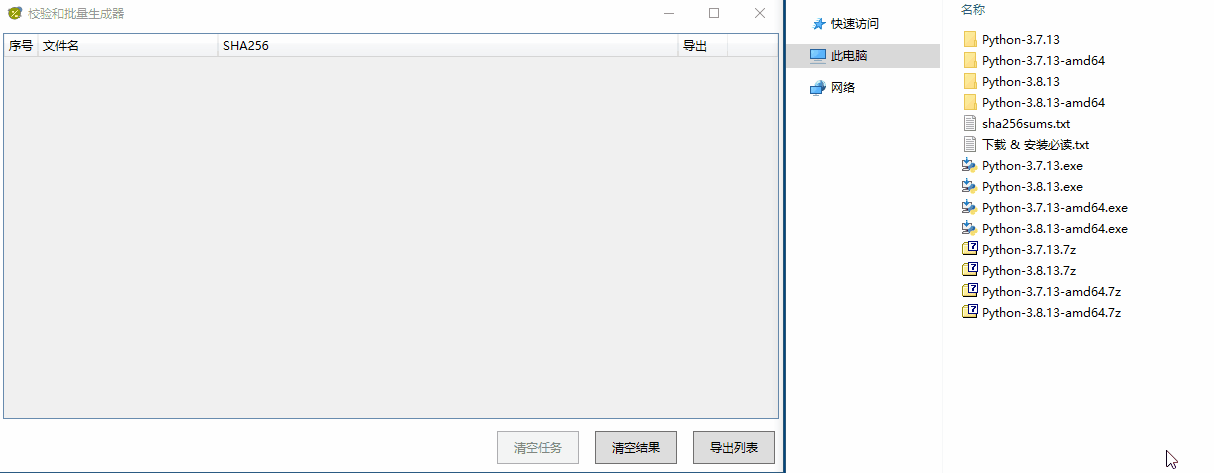 校验和批量生成器
序号 文件名 SHA256 导出
清空任务 清空结果 导出列表
快速访问
此电脑
网络
名称
Python-3.7.13
Python-3.7.13-amd64
Python-3.8.13
Python-3.8.13-amd64
sha256sums.txt
下载 & 安装必读.txt
Python-3.7.13.exe
Python-3.8.13.exe
Python-3.7.13-amd64.exe
Python-3.8.13-amd64.exe
Python-3.7.13.7z
Python-3.8.13.7z
Python-3.7.13-amd64.7z
Python-3.8.13-amd64.7z